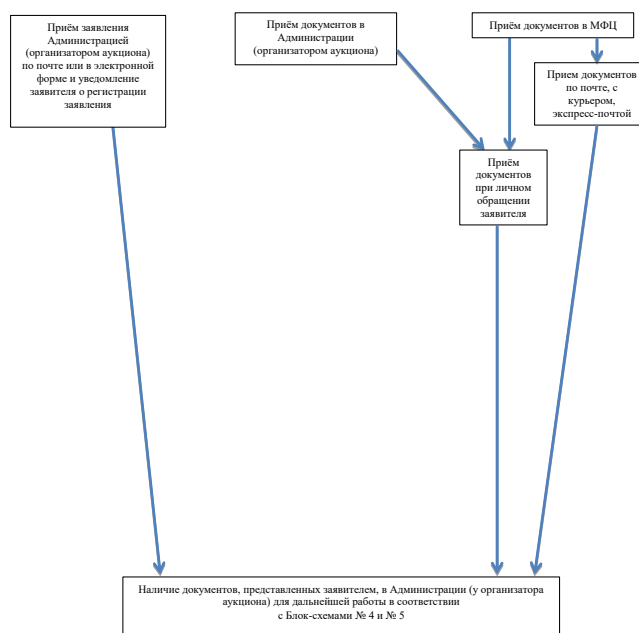 Приём заявления
Администрацией
(организатором аукциона)
по почте или в электронной
форме и уведомление
заявителя о регистрации
заявления
Приём документов в
Администрации
(организатором аукциона)
Приём документов в МФЦ
Прием документов
по почте, с
курьером,
экспресс-почтой
Приём
документов
при личном
обращении
заявителя
Наличие документов, представленных заявителем, в Администрации (у организатора
аукциона) для дальнейшей работы в соответствии
с Блок-схемами № 4 и № 5